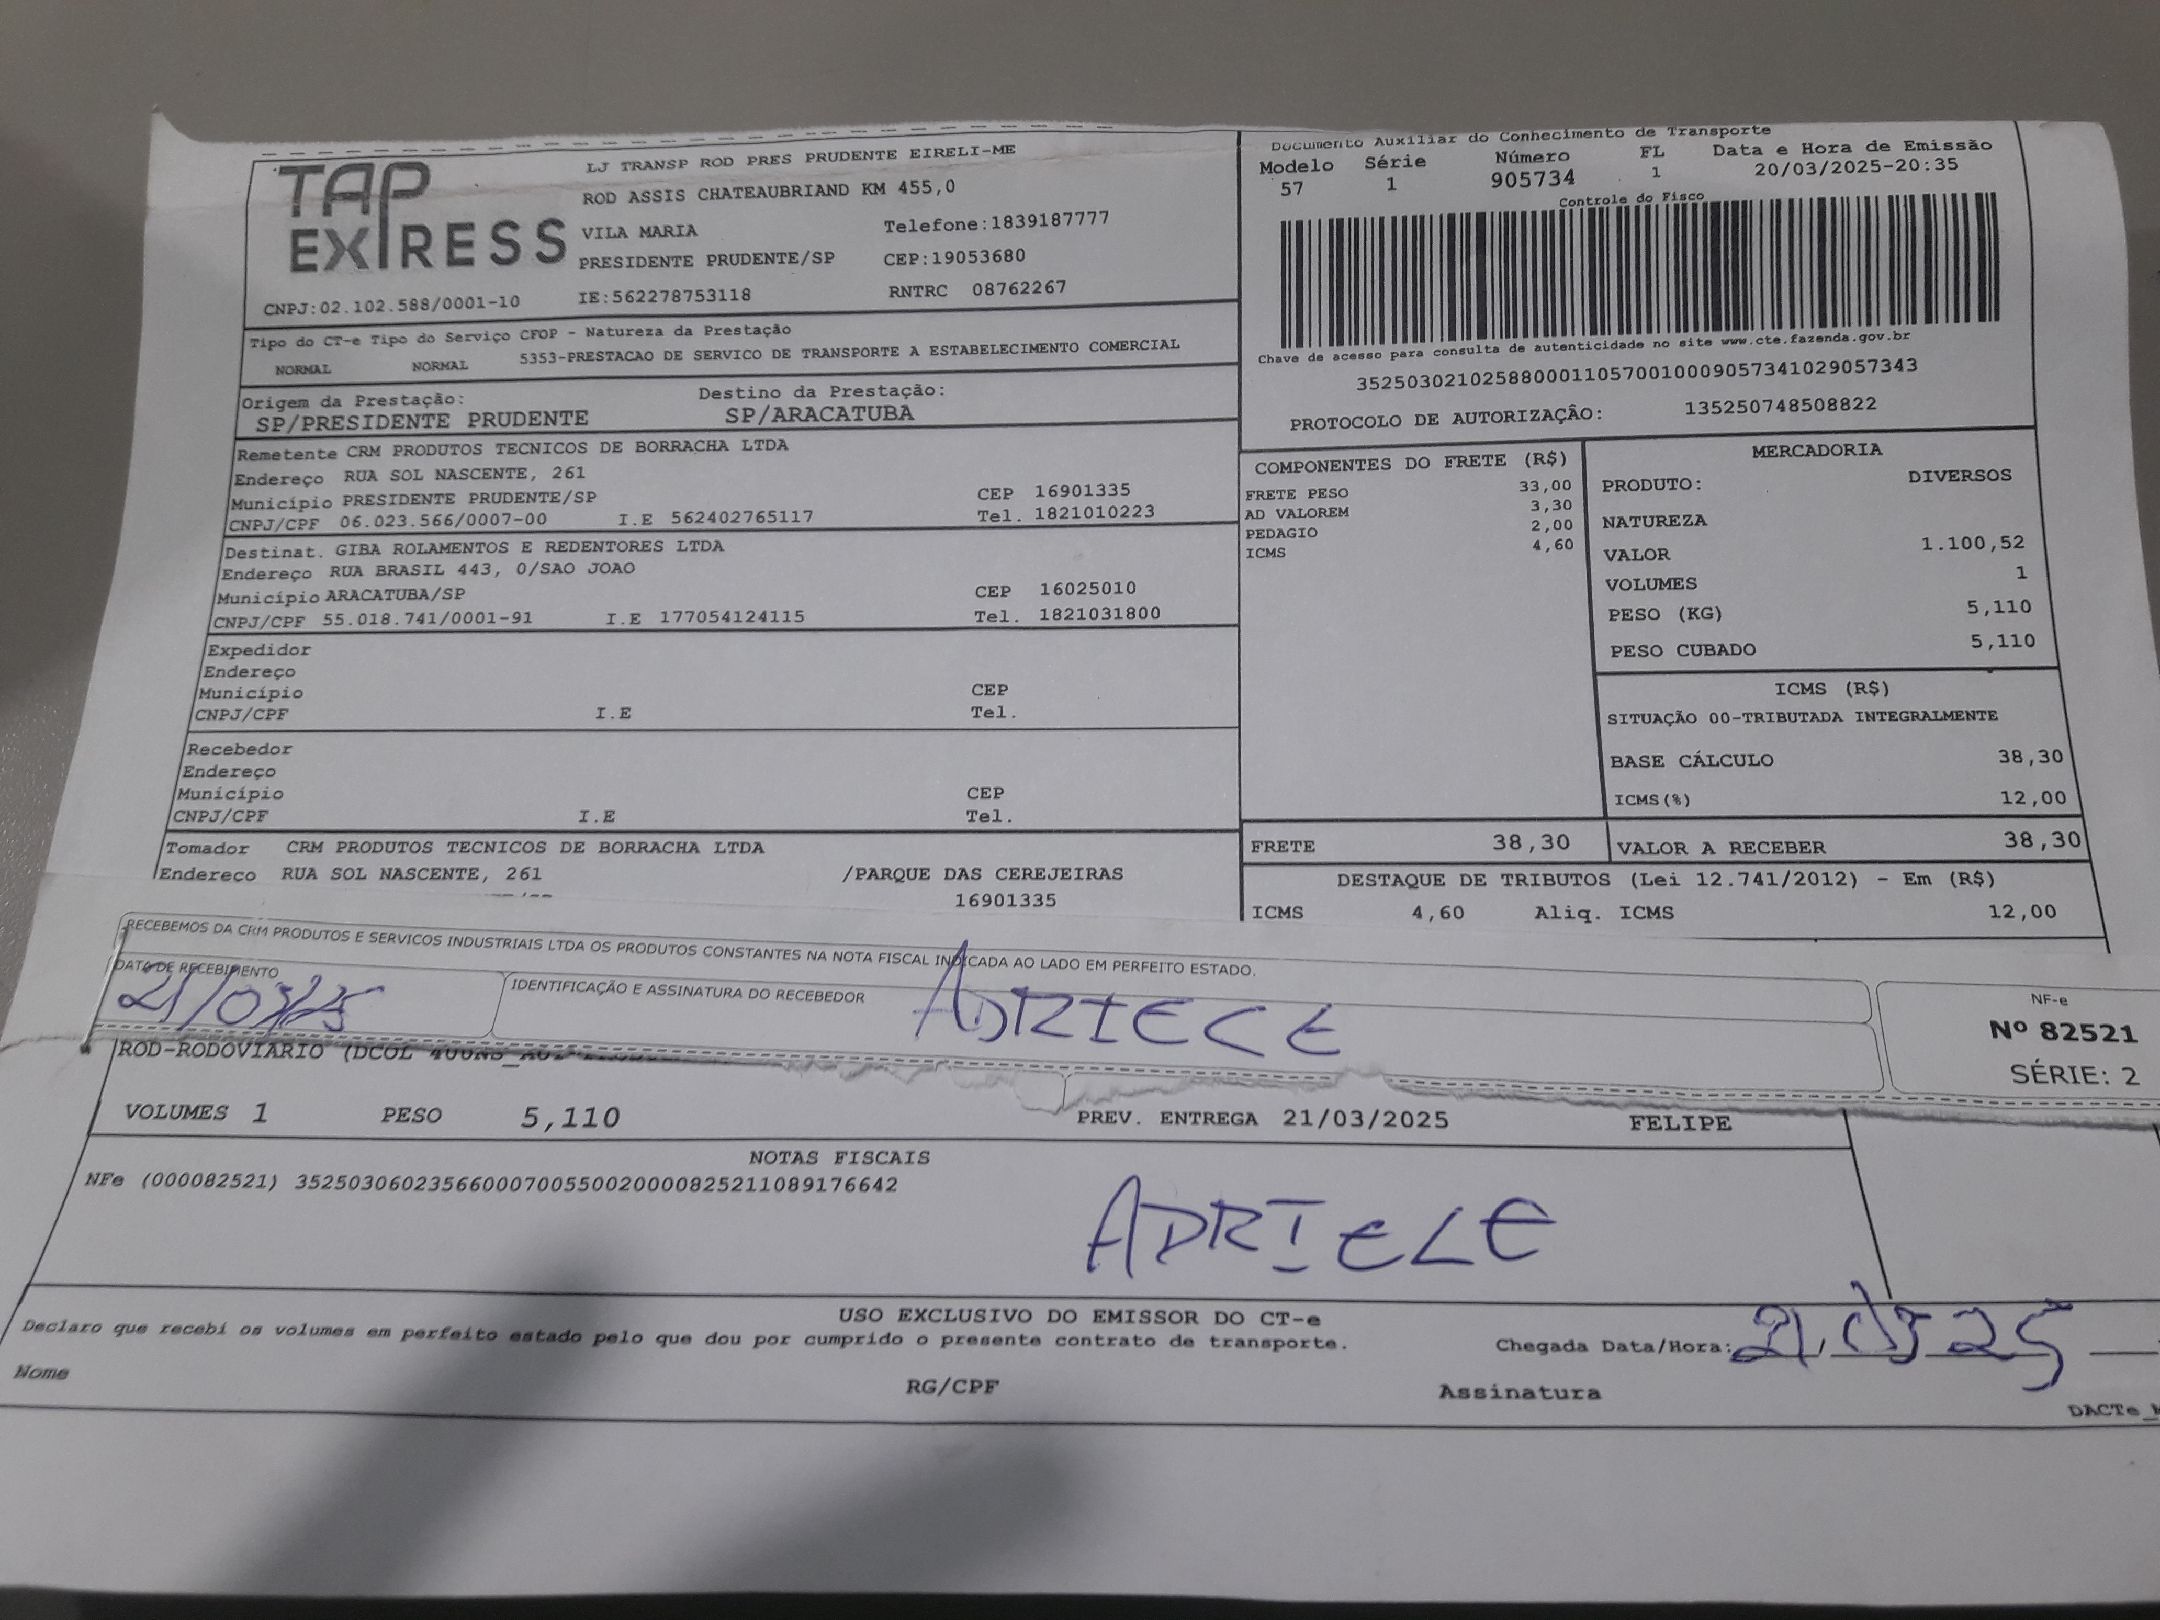 TAP
EXPRESS
LJ TRANSP ROD PRES PRUDENTE EIRELI-ME
ROD ASSIS CHATEAUBRIAND KM 455,0
VILA MARIA Telefone:1839187777
PRESIDENTE PRUDENTE/SP CEP:19053680
CNPJ:02.102.588/0001-10 IE:562278753118 RNTRC 08762267
Documento Auxiliar do Conhecimento de Transporte
Modelo Série Número FL Data e Hora de Emissão
57 1 905734 1 20/03/2025-20:35
Controle do Fisco
Chave de acesso para consulta de autenticidade no site www.cte.fazenda.gov.br
35250302102588000110570010009057341029057343
PROTOCOLO DE AUTORIZAÇÃO: 135250748508822
Tipo do CT-e Tipo do Serviço CFOP - Natureza da Prestação
NORMAL NORMAL 5353-PRESTACAO DE SERVICO DE TRANSPORTE A ESTABELECIMENTO COMERCIAL
Origem da Prestação: Destino da Prestação:
SP/PRESIDENTE PRUDENTE SP/ARACATUBA
Remetente CRM PRODUTOS TECNICOS DE BORRACHA LTDA
Endereço RUA SOL NASCENTE, 261
Município PRESIDENTE PRUDENTE/SP CEP 16901335
CNPJ/CPF 06.023.566/0007-00 I.E 562402765117 Tel. 1821010223
Destinat. GIBA ROLAMENTOS E REDENTORES LTDA
Endereço RUA BRASIL 443, 0/SAO JOAO
Município ARACATUBA/SP CEP 16025010
CNPJ/CPF 55.018.741/0001-91 I.E 177054124115 Tel. 1821031800
Expedidor
Endereço
Município CEP
CNPJ/CPF I.E Tel.
Recebedor
Endereço
Município CEP
CNPJ/CPF I.E Tel.
Tomador CRM PRODUTOS TECNICOS DE BORRACHA LTDA
Endereco RUA SOL NASCENTE, 261 /PARQUE DAS CEREJEIRAS
16901335
COMPONENTES DO FRETE (R$)
FRETE PESO 33,00
AD VALOREM 3,30
PEDAGIO 2,00
ICMS 4,60
MERCADORIA
PRODUTO: DIVERSOS
NATUREZA
VALOR 1.100,52
VOLUMES 1
PESO (KG) 5,110
PESO CUBADO 5,110
ICMS (R$)
SITUAÇÃO 00-TRIBUTADA INTEGRALMENTE
BASE CÁLCULO 38,30
ICMS(%) 12,00
FRETE 38,30 VALOR A RECEBER 38,30
DESTAQUE DE TRIBUTOS (Lei 12.741/2012) - Em (R$)
ICMS 4,60 Aliq. ICMS 12,00
RECEBEMOS DA CRM PRODUTOS E SERVICOS INDUSTRIAIS LTDA OS PRODUTOS CONSTANTES NA NOTA FISCAL INDICADA AO LADO EM PERFEITO ESTADO.
DATA DE RECEBIMENTO IDENTIFICAÇÃO E ASSINATURA DO RECEBEDOR
21/03/25 ADRIELE
NF-e
Nº 82521
SÉRIE: 2
ROD-RODOVIARIO (DCOL
VOLUMES 1 PESO 5,110 PREV. ENTREGA 21/03/2025 FELIPE
NOTAS FISCAIS
NFe (000082521) 35250306023566000700550020000825211089176642
ADRIELE
USO EXCLUSIVO DO EMISSOR DO CT-e
Declaro que recebi os volumes em perfeito estado pelo que dou por cumprido o presente contrato de transporte.
Chegada Data/Hora: 21/03 25
Nome RG/CPF Assinatura